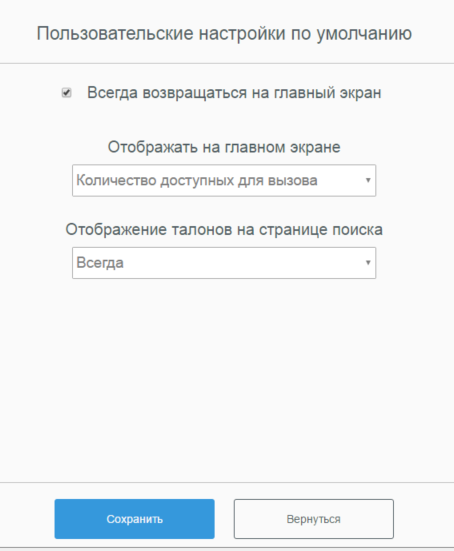 Пользовательские настройки по умолчанию
Всегда возвращаться на главный экран
Отображать на главном экране
Количество доступных для вызова
Отображение талонов на странице поиска
Всегда
Сохранить
Вернуться